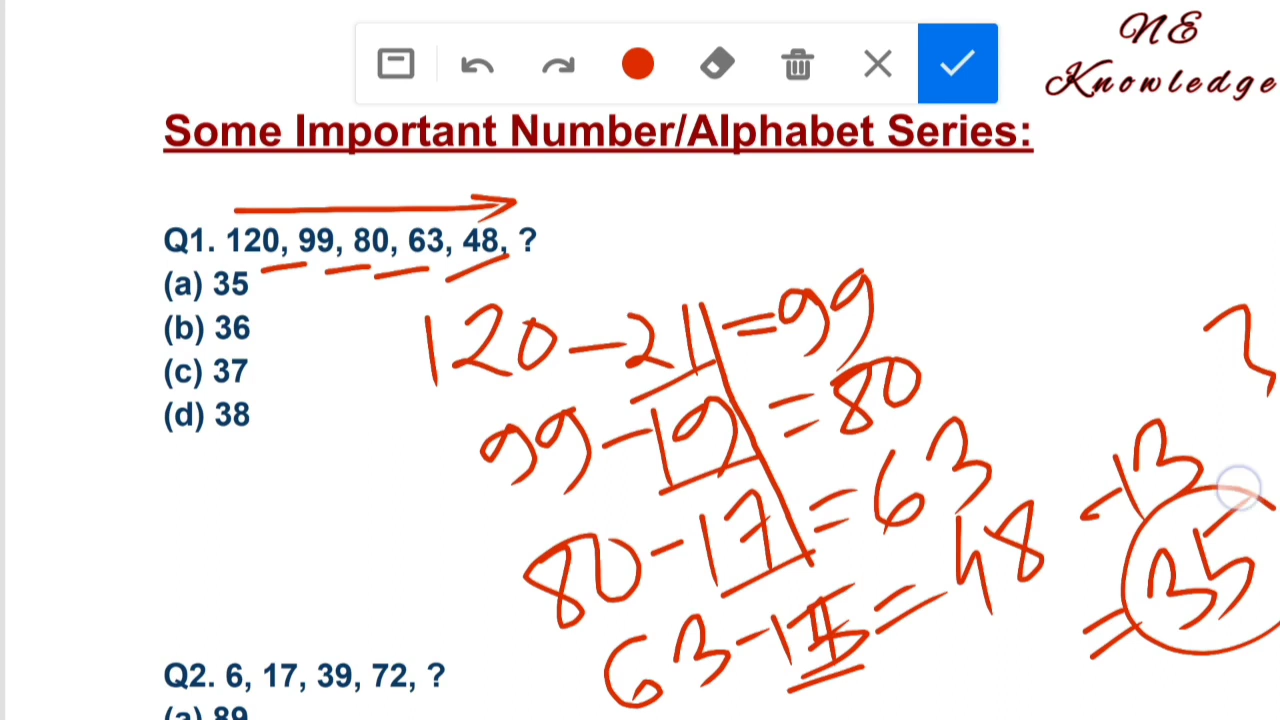 NE
Knowledge
Some Important Number/Alphabet Series:
Q1. 120, 99, 80, 63, 48, ?
(a) 35
(b) 36
(c) 37
(d) 38
120-21=99
99-19=80
80-17=63
63-15=48
-13
=35
Q2. 6, 17, 39, 72, ?
(a) 89